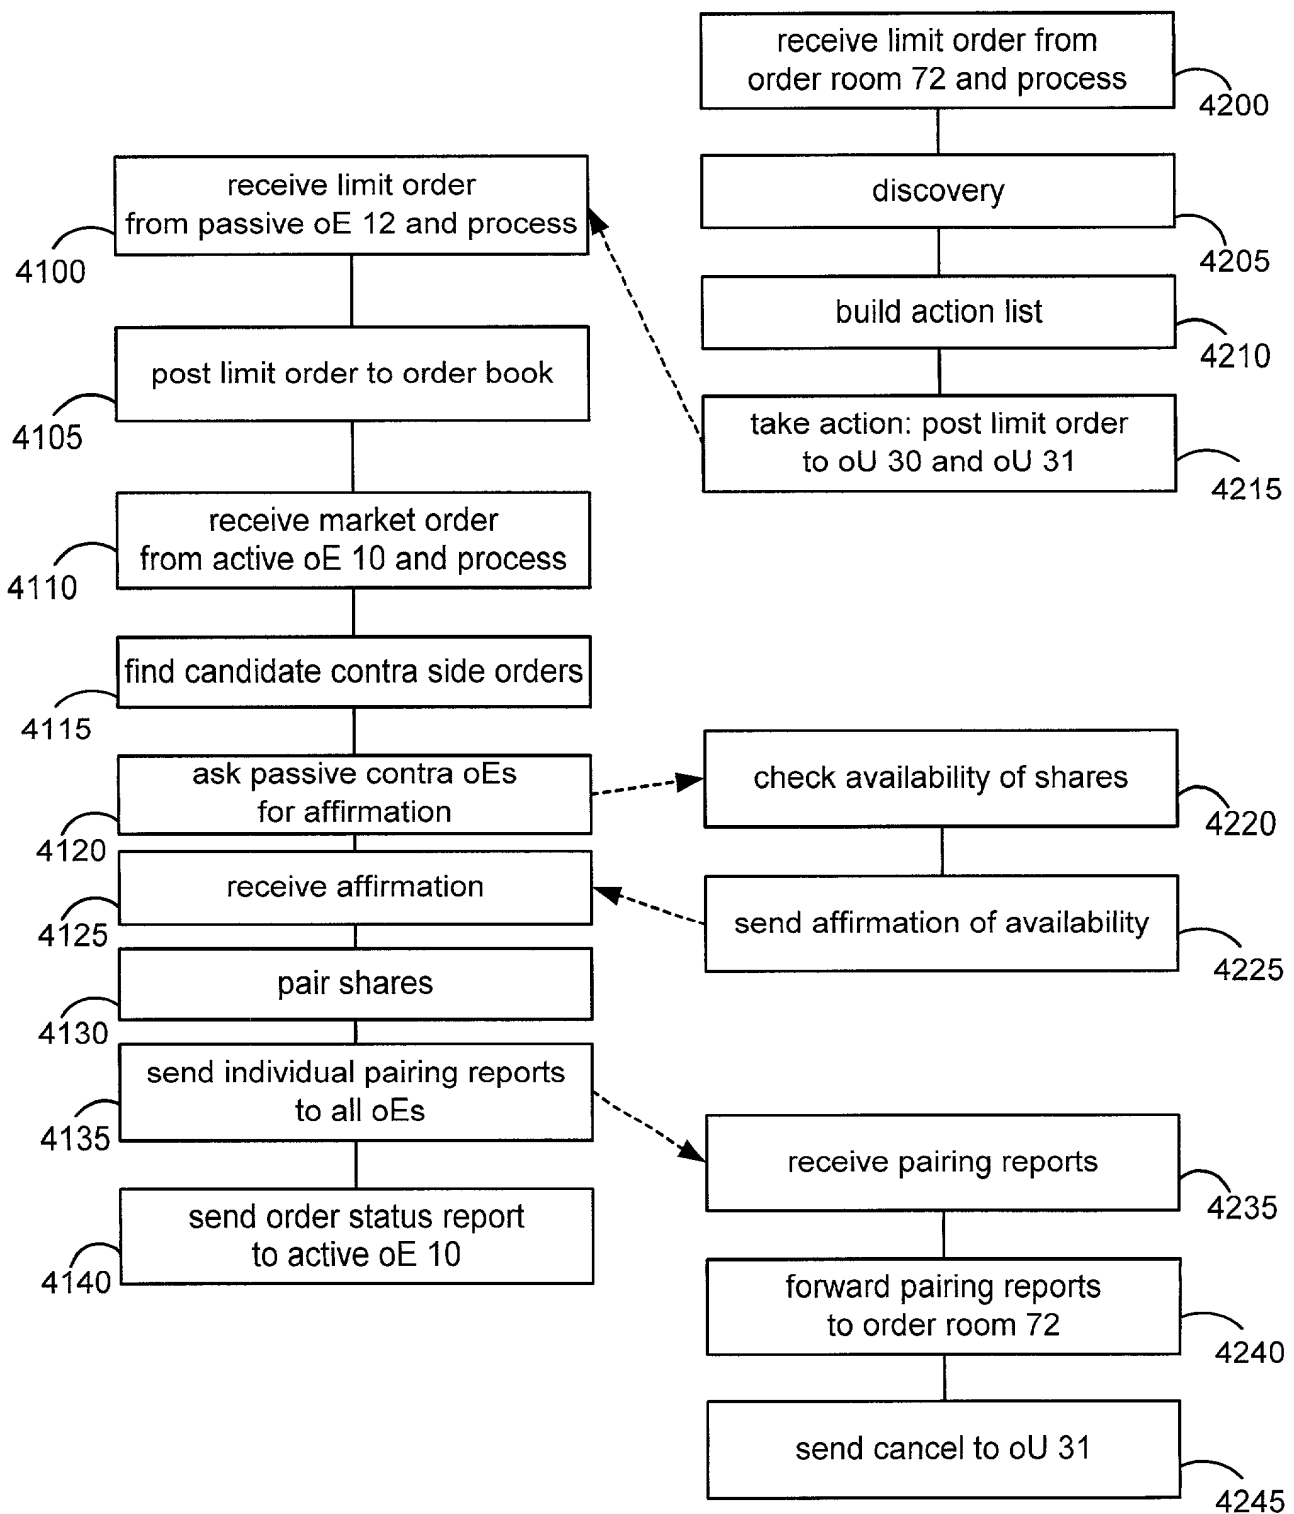 receive limit order
from passive oE 12 and process
4100
post limit order to order book
4105
receive market order
from active oE 10 and process
4110
find candidate contra side orders
4115
ask passive contra oEs
for affirmation
4120
receive affirmation
4125
pair shares
4130
send individual pairing reports
to all oEs
4135
send order status report
to active oE 10
4140
receive limit order from
order room 72 and process
4200
discovery
4205
build action list
4210
take action: post limit order
to oU 30 and oU 31
4215
check availability of shares
4220
send affirmation of availability
4225
receive pairing reports
4235
forward pairing reports
to order room 72
4240
send cancel to oU 31
4245